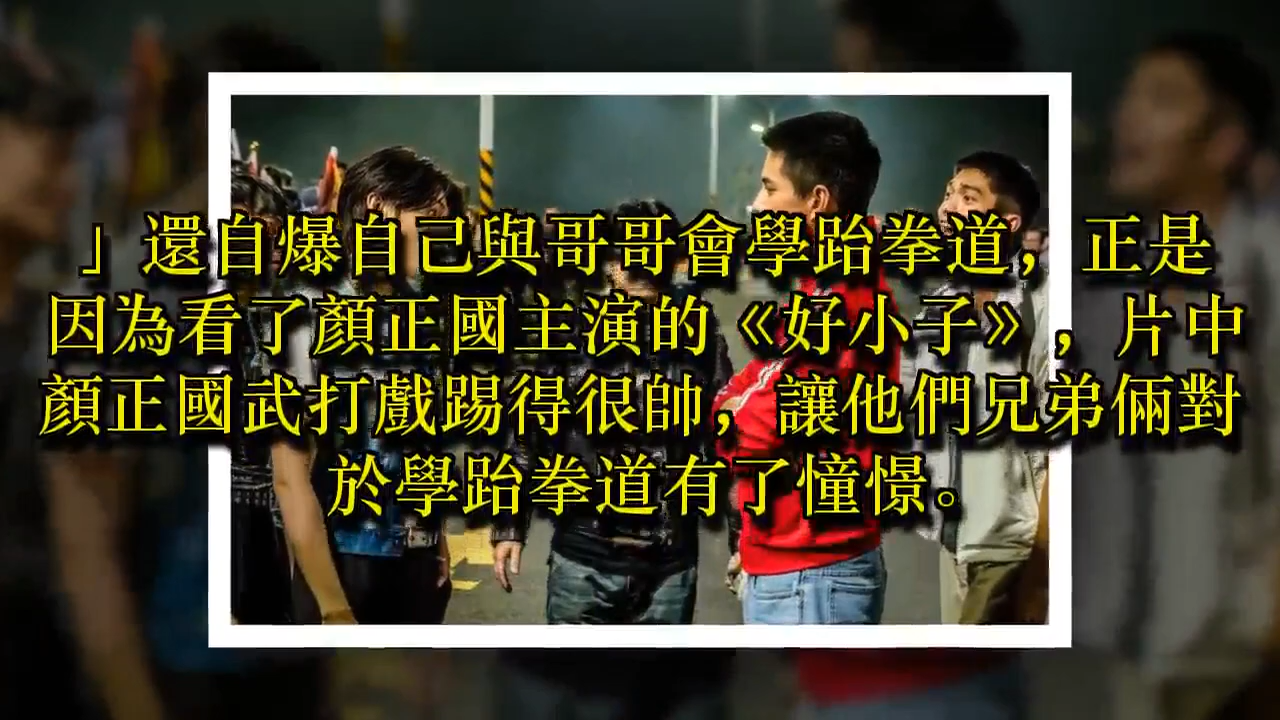 」還自爆自己與哥哥會學跆拳道，正是
因為看了顏正國主演的《好小子》，片中
顏正國武打戲踢得很帥，讓他們兄弟倆對
於學跆拳道有了憧憬。